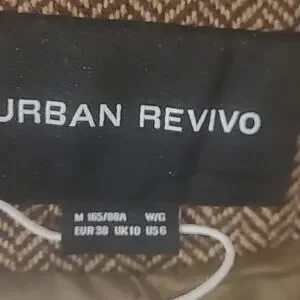 URBAN REVIVO
M 165/88A W/G
EUR38 UK10 US6